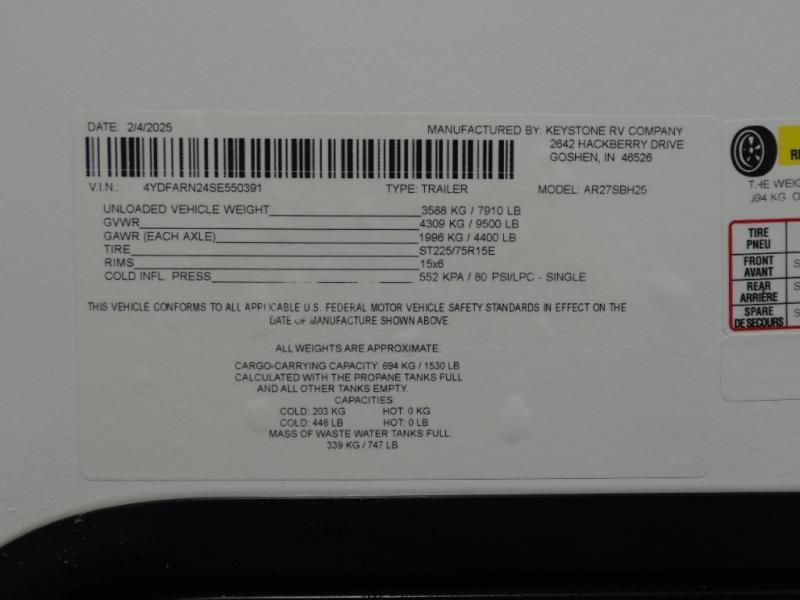 DATE: 2/4/2025 MANUFACTURED BY: KEYSTONE RV COMPANY
2642 HACKBERRY DRIVE
GOSHEN, IN 46526
V.I.N.: 4YDFARN24SE550391 TYPE: TRAILER MODEL: AR27SBH25
UNLOADED VEHICLE WEIGHT 3588 KG / 7910 LB
GVWR 4309 KG / 9500 LB
GAWR (EACH AXLE) 1996 KG / 4400 LB
TIRE ST225/75R15E
RIMS 15x6
COLD INFL. PRESS 552 KPA / 80 PSI/LPC - SINGLE
THIS VEHICLE CONFORMS TO ALL APPLICABLE U.S. FEDERAL MOTOR VEHICLE SAFETY STANDARDS IN EFFECT ON THE
DATE OF MANUFACTURE SHOWN ABOVE.
ALL WEIGHTS ARE APPROXIMATE.
CARGO-CARRYING CAPACITY: 694 KG / 1530 LB
CALCULATED WITH THE PROPANE TANKS FULL
AND ALL OTHER TANKS EMPTY.
CAPACITIES:
COLD: 203 KG HOT: 0 KG
COLD: 448 LB HOT: 0 LB
MASS OF WASTE WATER TANKS FULL:
339 KG / 747 LB
THE
KG
TIRE
PNEU
FRONT
AVANT
REAR
ARRIÈRE
SPARE
DE SECOURS